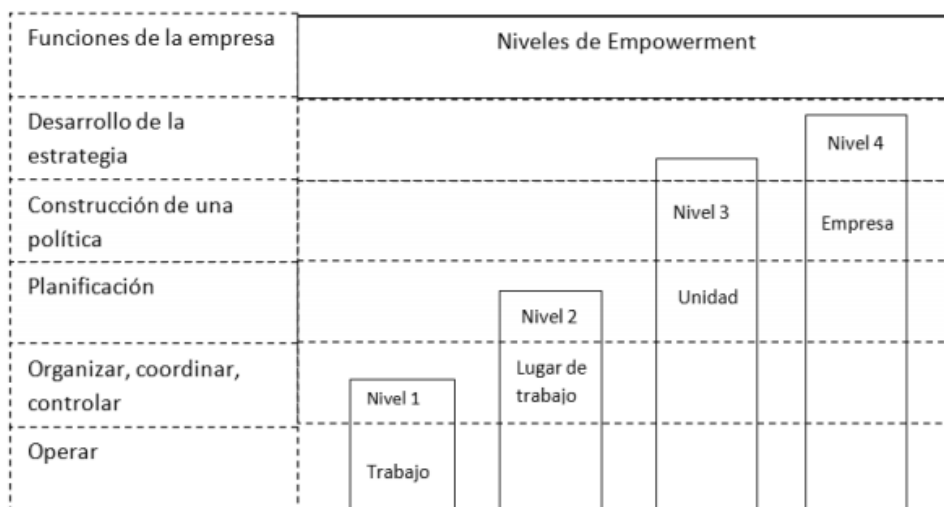 Funciones de la empresa
Niveles de Empowerment
Desarrollo de la
estrategia
Nivel 4
Construcción de una
política
Nivel 3
Empresa
Planificación
Unidad
Nivel 2
Organizar, coordinar,
controlar
Lugar de
trabajo
Nivel 1
Operar
Trabajo